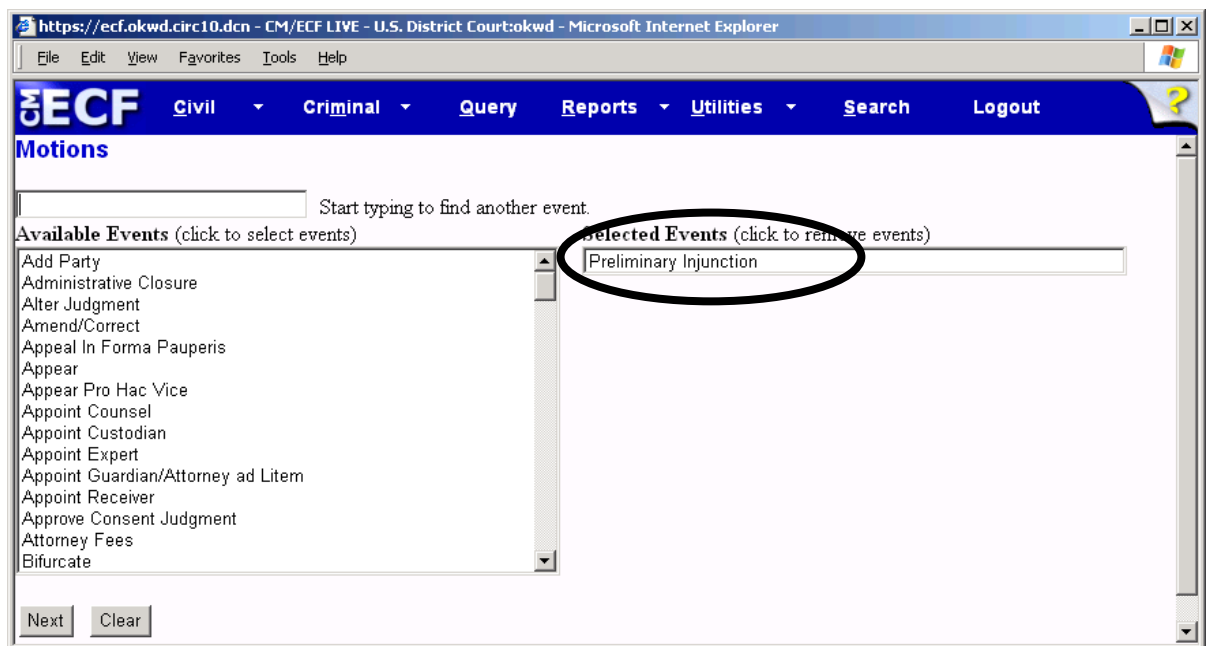 https://ecf.okwd.circ10.dcn - CM/ECF LIVE - U.S. District Court:okwd - Microsoft Internet Explorer
File Edit View Favorites Tools Help
CM ECF Civil Criminal Query Reports Utilities Search Logout ?
Motions
Start typing to find another event.
Available Events (click to select events) Selected Events (click to remove events)
Add Party Preliminary Injunction
Administrative Closure
Alter Judgment
Amend/Correct
Appeal In Forma Pauperis
Appear
Appear Pro Hac Vice
Appoint Counsel
Appoint Custodian
Appoint Expert
Appoint Guardian/Attorney ad Litem
Appoint Receiver
Approve Consent Judgment
Attorney Fees
Bifurcate
Next Clear